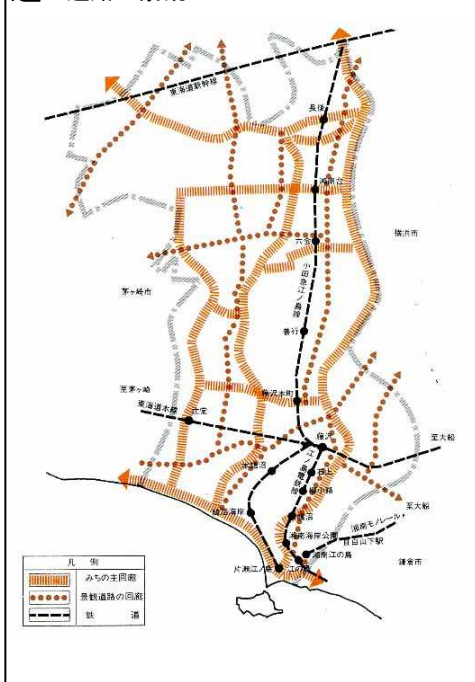 東海道新幹線
長後
湘南台
六会
横浜市
小田急江ノ島線
茅ヶ崎市
善行
至茅ヶ崎
藤沢本町
東海道本線
辻堂
藤沢
至大船
江ノ島電鉄線
石上
本鵠沼
柳小路
至大船
鵠沼海岸
鵠沼
湘南モノレール
湘南海岸公園
目白山下駅
湘南江の島
鎌倉市
片瀬江ノ島
江の島
凡 例
みちの主回廊
景観道路の回廊
鉄 道